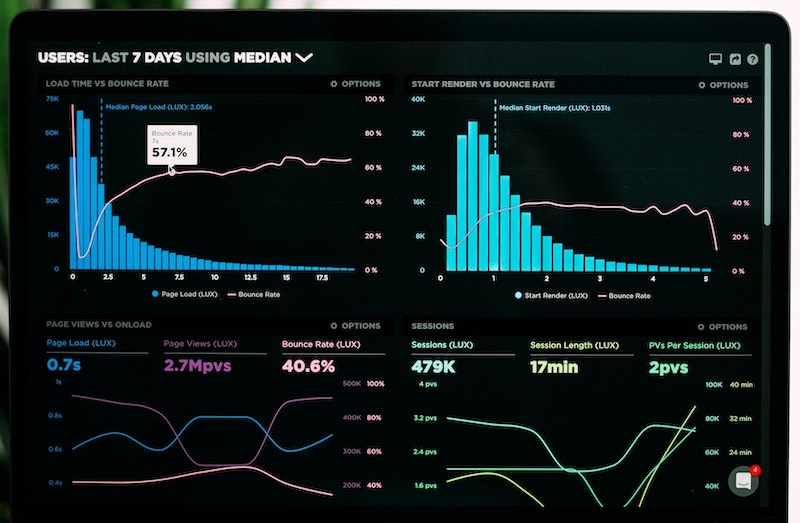 USERS: LAST 7 DAYS USING MEDIAN
LOAD TIME VS BOUNCE RATE
OPTIONS
75K
60K
45K
30K
15K
0
100 %
80 %
60 %
40 %
20 %
0 %
Median Page Load (LUX): 2.056s
Bounce Rate
7s
57.1%
0 2.5 5 7.5 10 12.5 15 17.5
Page Load (LUX) Bounce Rate
START RENDER VS BOUNCE RATE
OPTIONS
40K
32K
24K
16K
8K
0
100 %
80 %
60 %
40 %
20 %
0 %
Median Start Render (LUX): 1.031s
0 1 2 3 4 5
Start Render (LUX) Bounce Rate
PAGE VIEWS VS ONLOAD
OPTIONS
Page Load (LUX) Page Views (LUX) Bounce Rate (LUX)
0.7s 2.7Mpvs 40.6%
1s 500K 100%
0.8s 400K 80%
0.6s 300K 60%
0.4s 200K 40%
SESSIONS
OPTIONS
Sessions (LUX) Session Length (LUX) PVs Per Session (LUX)
479K 17min 2pvs
4 pvs 100K 40 min
3.2 pvs 80K 32 min
2.4 pvs 60K 24 min
1.6 pvs 40K
4